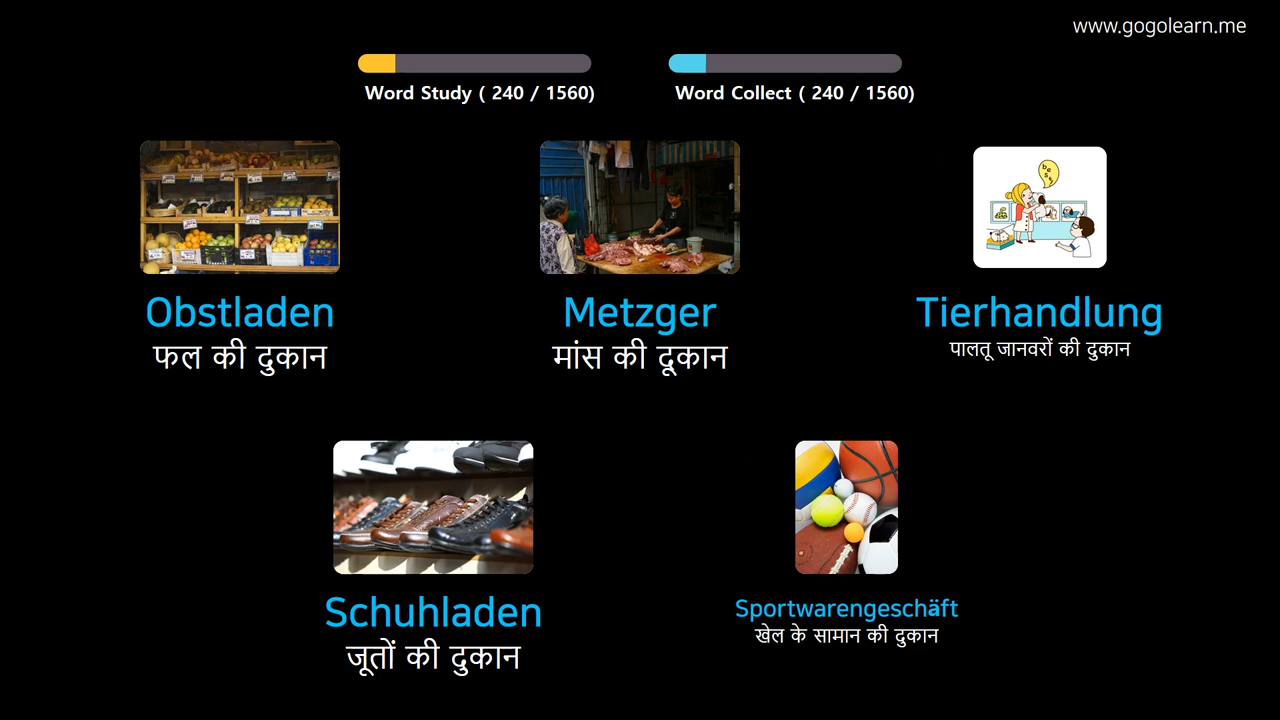 www.gogolearn.me
Word Study ( 240 / 1560)
Word Collect ( 240 / 1560)
Obstladen
फल की दुकान
Metzger
मांस की दूकान
Tierhandlung
पालतू जानवरों की दुकान
Schuhladen
जूतों की दुकान
Sportwarengeschäft
खेल के सामान की दुकान